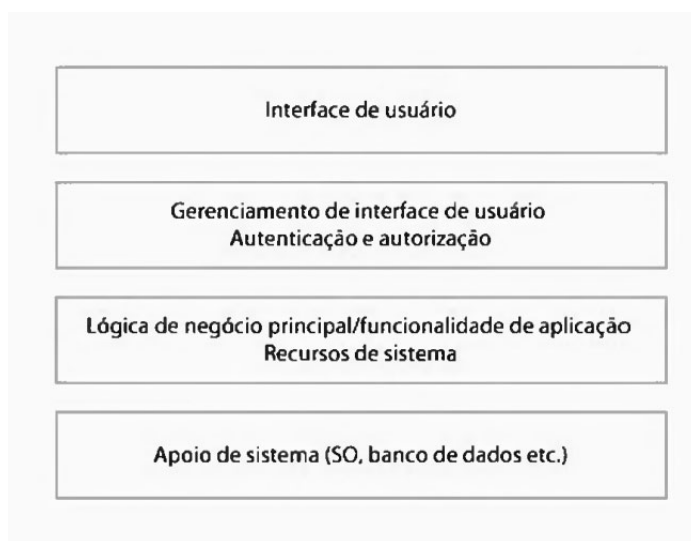 Interface de usuário
Gerenciamento de interface de usuário
Autenticação e autorização
Lógica de negócio principal/funcionalidade de aplicação
Recursos de sistema
Apoio de sistema (SO, banco de dados etc.)